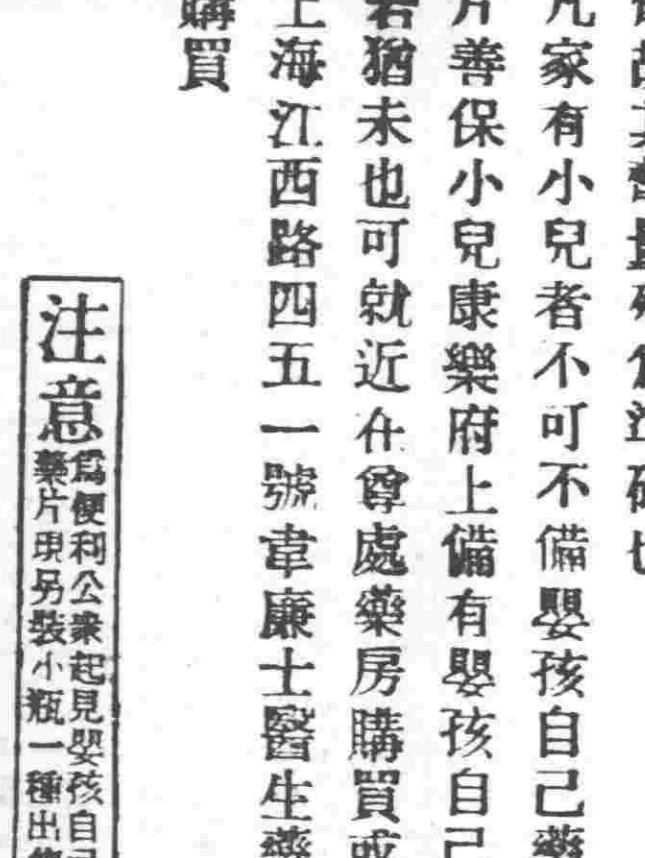 凡家有小兒者不可不備嬰孩自己藥
片善保小兒康樂府上備有嬰孩自己
若猶未也可就近在尊處藥房購買或
上海江西路四五一號韋廉士醫生藥
購買
注意
為便利公衆起見嬰孩自己
藥片現另裝小瓶一種出售